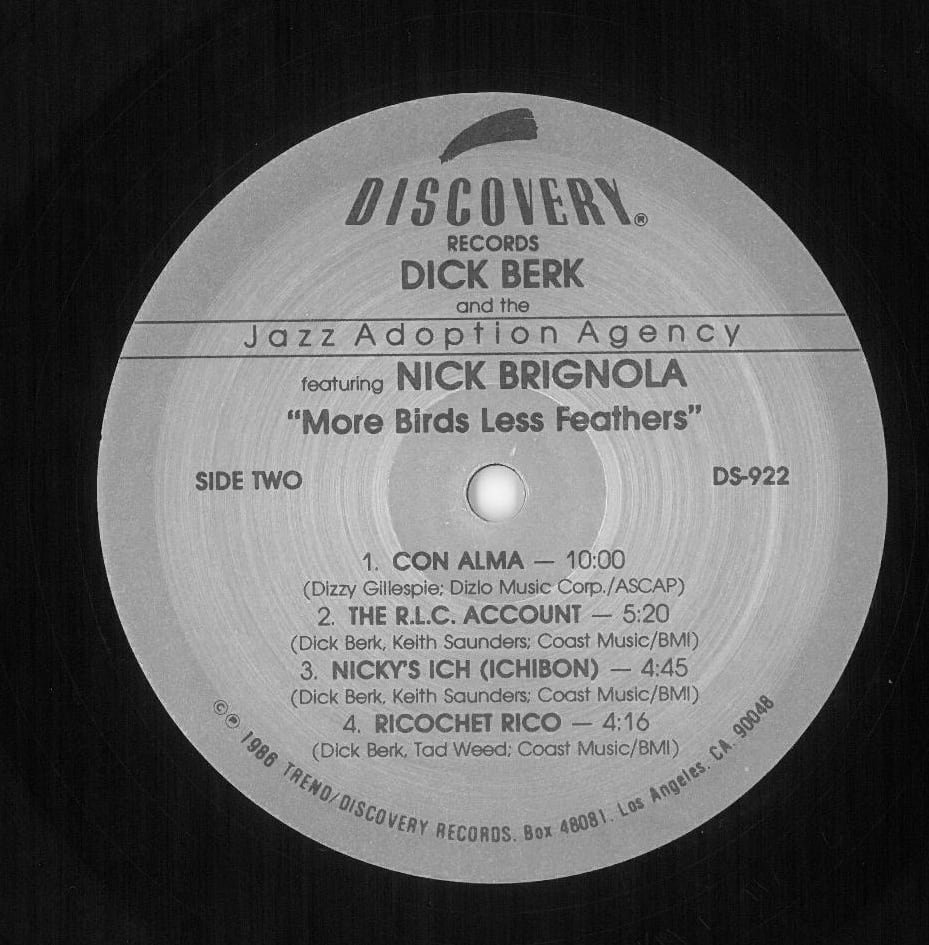 DISCOVERY®
RECORDS
DICK BERK
and the
Jazz Adoption Agency
featuring NICK BRIGNOLA
“More Birds Less Feathers”
SIDE TWO
DS-922
1. CON ALMA — 10:00
(Dizzy Gillespie; Dizlo Music Corp./ASCAP)
2. THE R.L.C. ACCOUNT — 5:20
(Dick Berk, Keith Saunders; Coast Music/BMI)
3. NICKY'S ICH (ICHIBON) — 4:45
(Dick Berk, Keith Saunders; Coast Music/BMI)
4. RICOCHET RICO — 4:16
(Dick Berk, Tad Weed; Coast Music/BMI)
©℗ 1986 TREND/DISCOVERY RECORDS. Box 48081. Los Angeles. CA. 90048